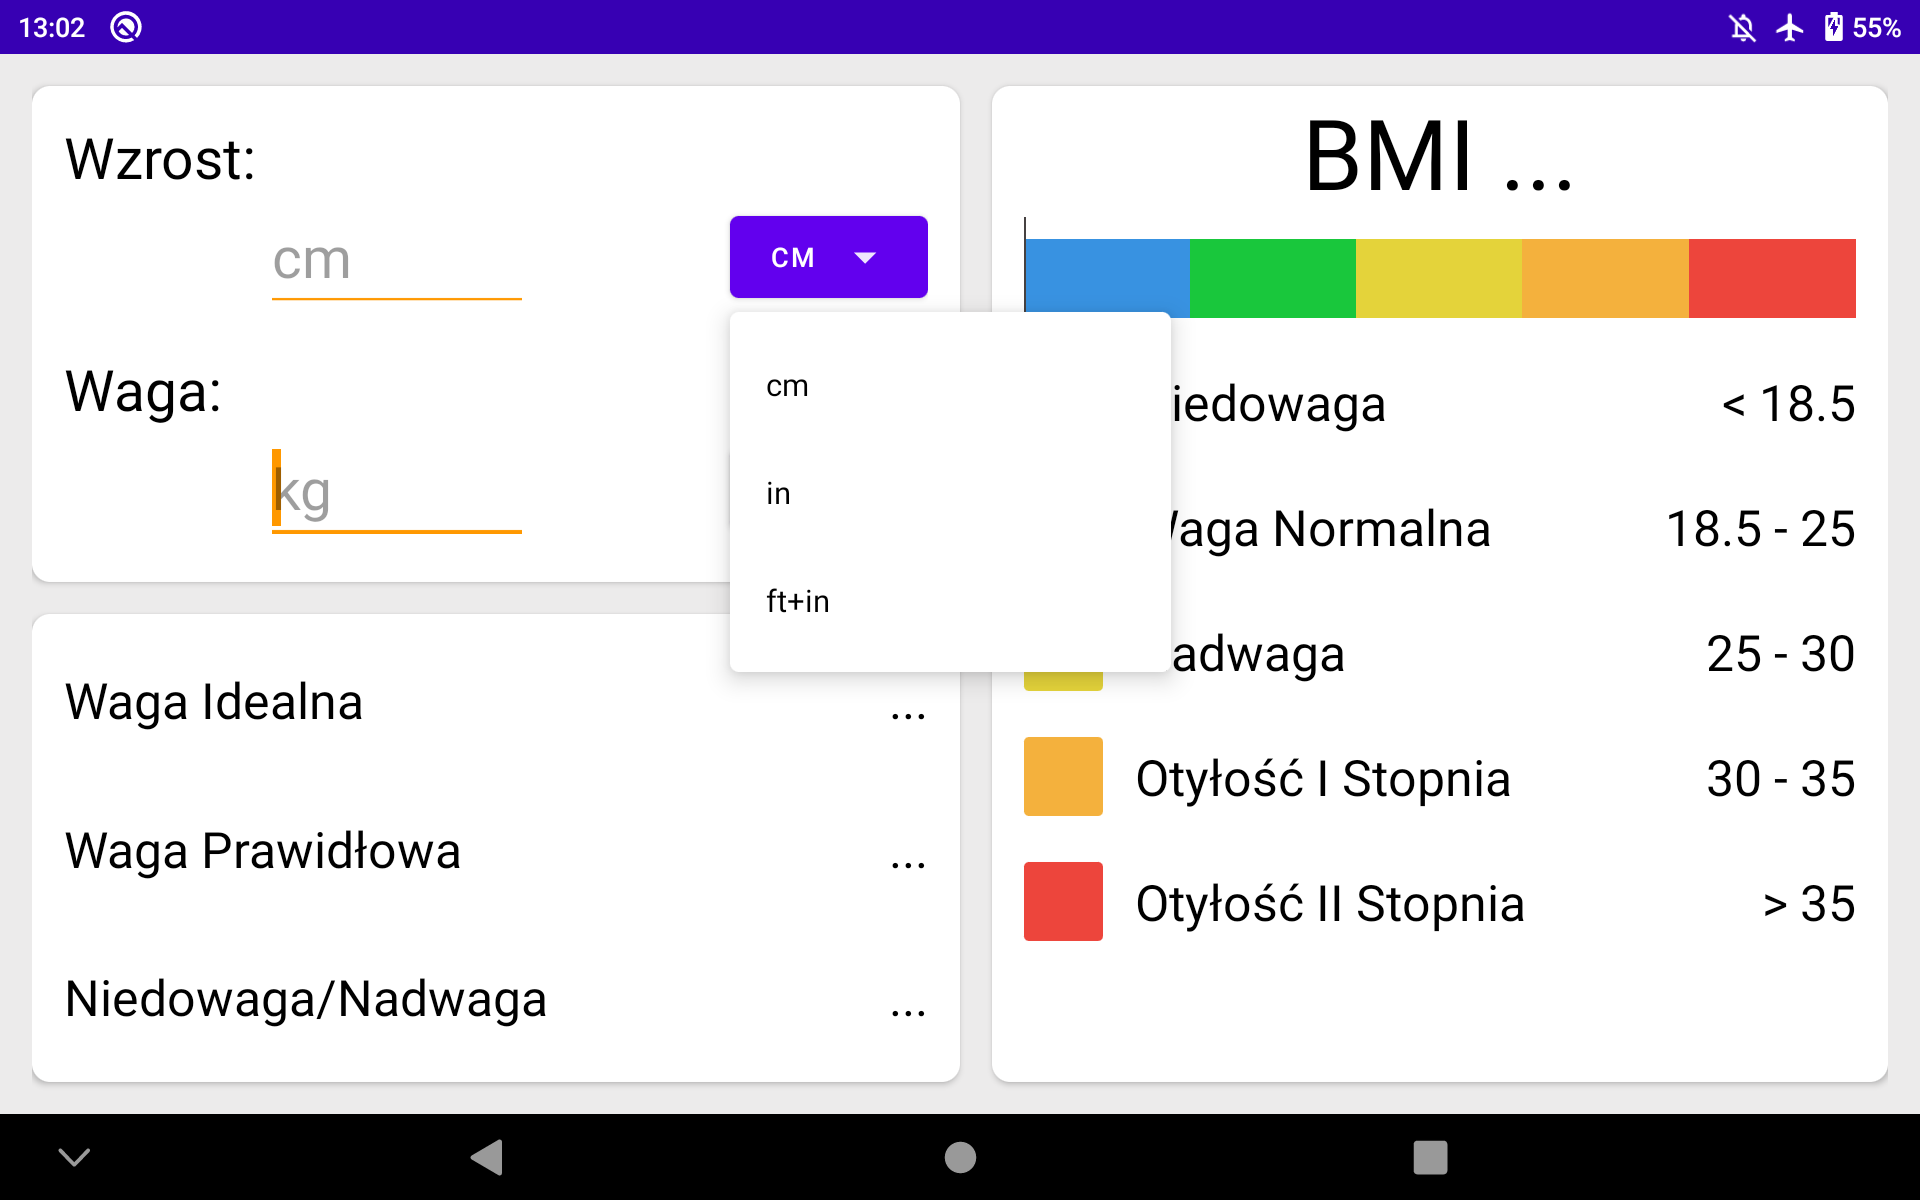 13:02
55%
Wzrost:
cm
CM
Waga:
kg
cm
in
ft+in
Waga Idealna ...
Waga Prawidłowa ...
Niedowaga/Nadwaga ...
BMI ...
iedowaga < 18.5
Waga Normalna 18.5 - 25
adwaga 25 - 30
Otyłość I Stopnia 30 - 35
Otyłość II Stopnia > 35